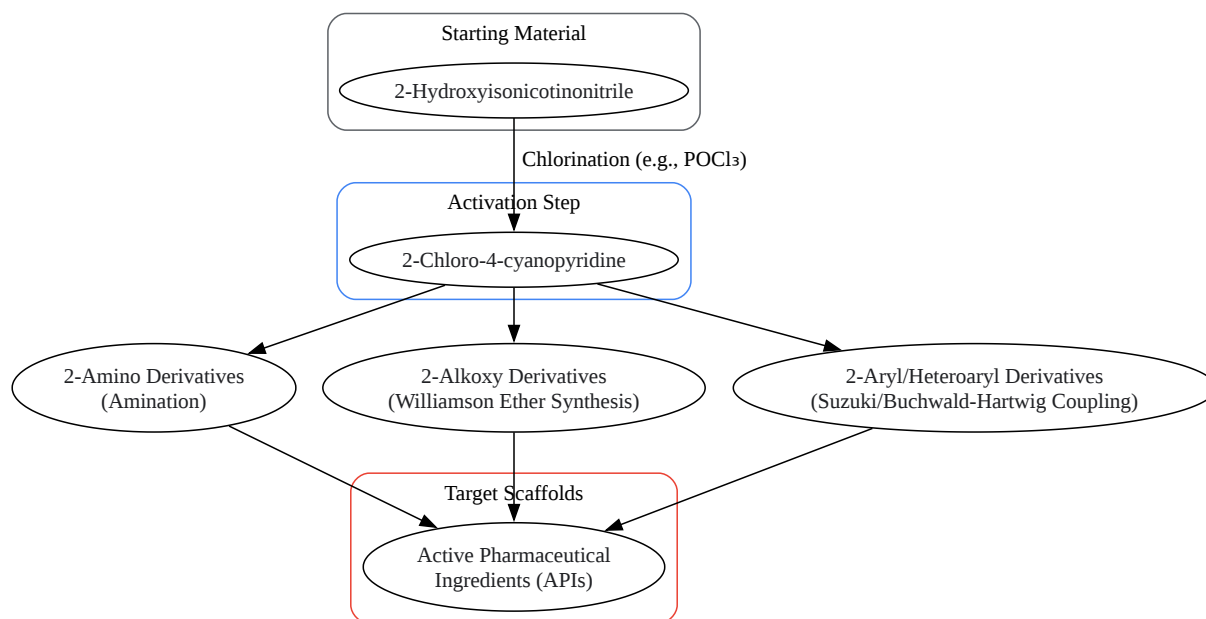 Starting Material
2-Hydroxyisonicotinonitrile
Chlorination (e.g., POCl₃)
Activation Step
2-Chloro-4-cyanopyridine
2-Amino Derivatives
(Amination)
2-Alkoxy Derivatives
(Williamson Ether Synthesis)
2-Aryl/Heteroaryl Derivatives
(Suzuki/Buchwald-Hartwig Coupling)
Target Scaffolds
Active Pharmaceutical
Ingredients (APIs)